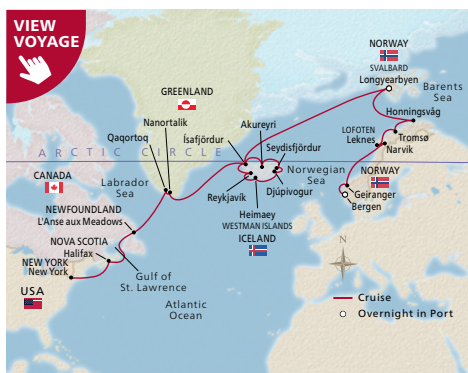 VIEW
VOYAGE
NORWAY
SVALBARD
Longyearbyen
Barents
Sea
GREENLAND
Honningsvåg
Nanortalik
Akureyri
Tromsø
Qaqortoq
Ísafjördur
Seydisfjördur
LOFOTEN
Leknes
Narvik
ARCTIC CIRCLE
CANADA
Labrador
Sea
Norwegian
Sea
NORWAY
Reykjavík
Djúpivogur
Geiranger
Bergen
NEWFOUNDLAND
L'Anse aux Meadows
Heimaey
WESTMAN ISLANDS
ICELAND
NOVA SCOTIA
Halifax
NEW YORK
New York
Gulf of
St. Lawrence
USA
Atlantic
Ocean
N
Cruise
Overnight in Port